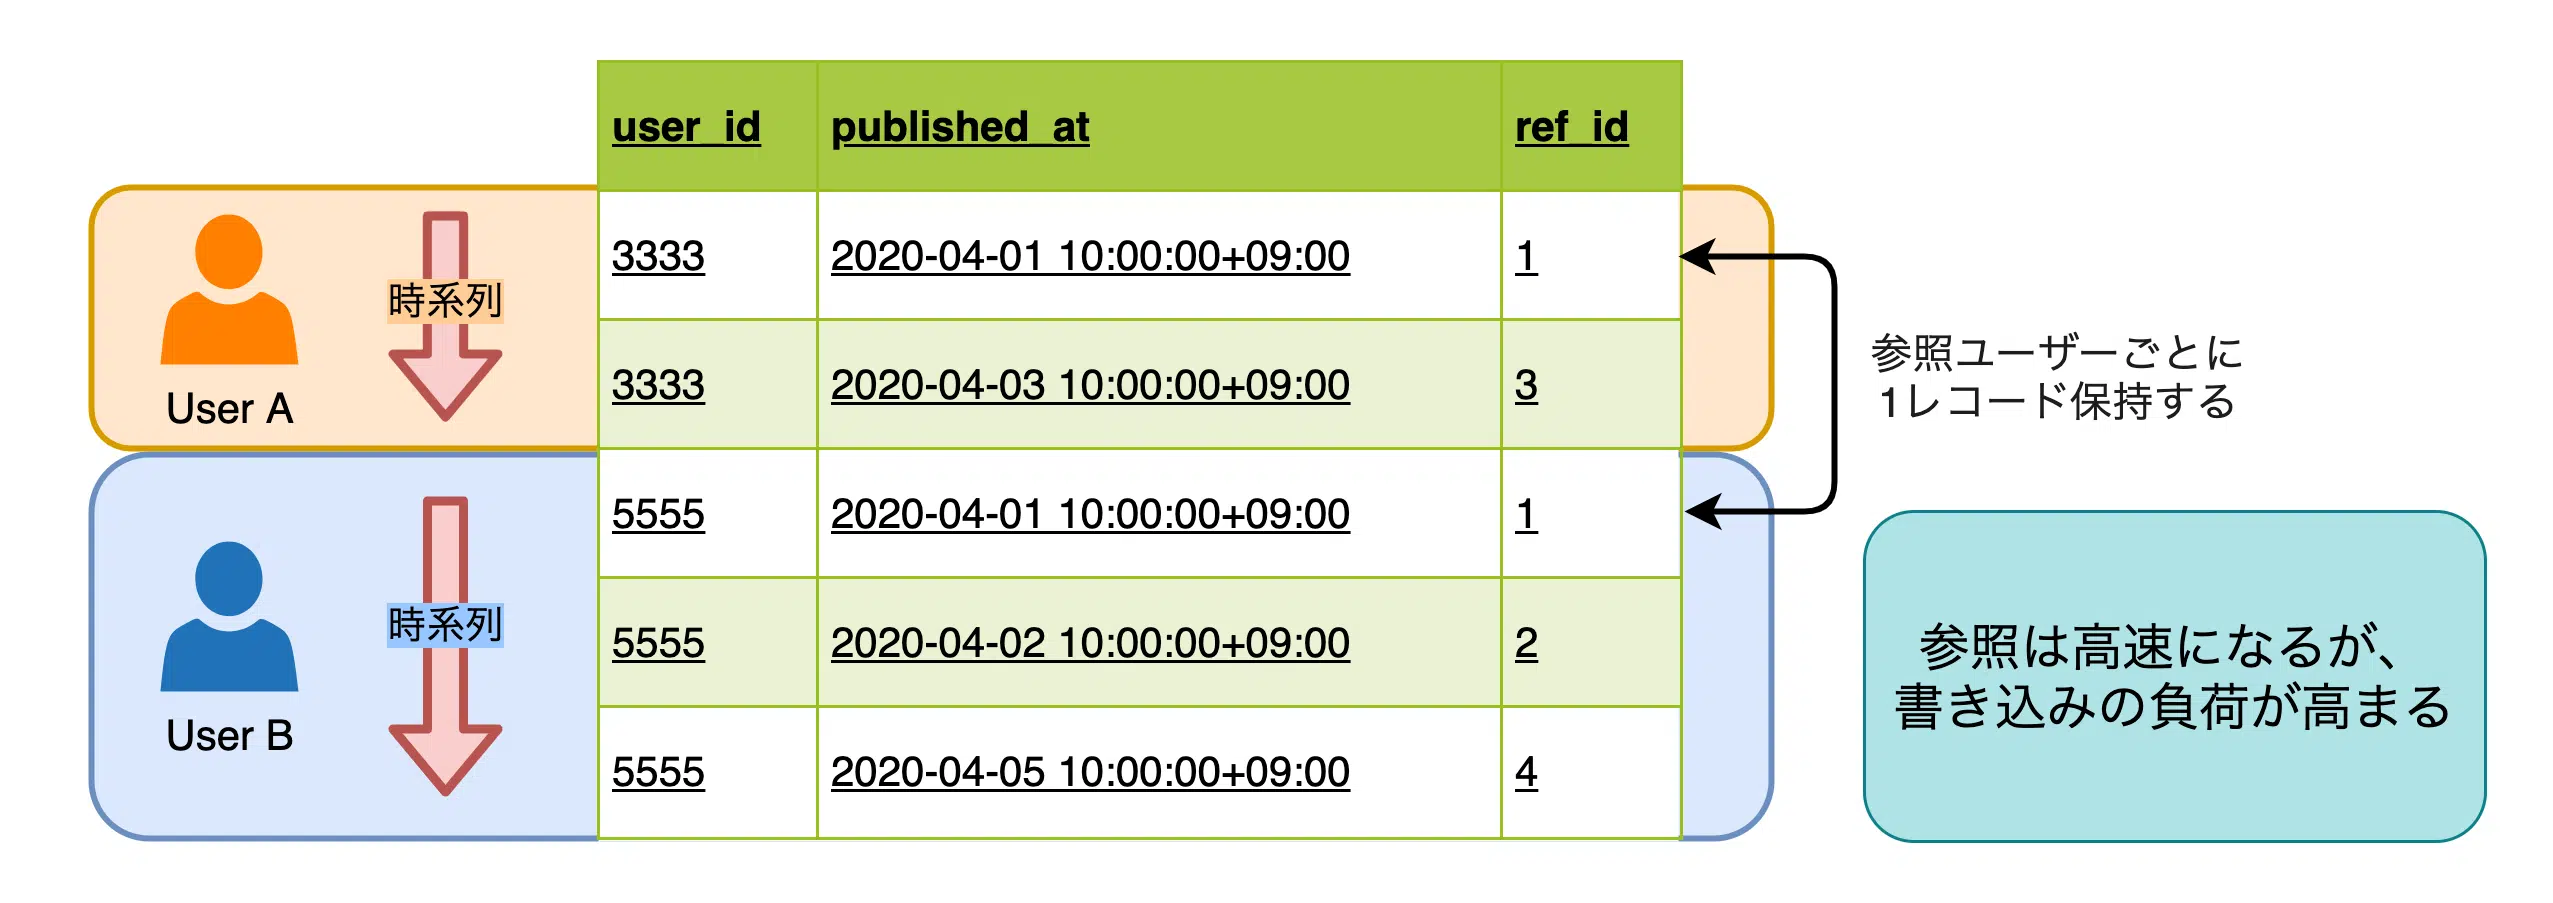 user_id published_at ref_id
3333 2020-04-01 10:00:00+09:00 1
3333 2020-04-03 10:00:00+09:00 3
5555 2020-04-01 10:00:00+09:00 1
5555 2020-04-02 10:00:00+09:00 2
5555 2020-04-05 10:00:00+09:00 4
時系列
User A
時系列
User B
参照ユーザーごとに
1レコード保持する
参照は高速になるが、
書き込みの負荷が高まる